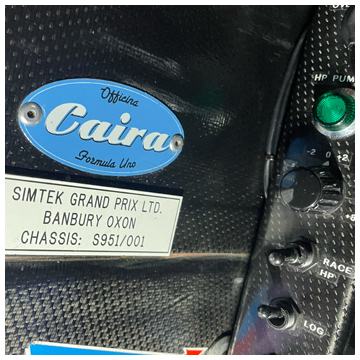 Officina
Caira
Formula Uno
SIMTEK GRAND PRIX LTD.
BANBURY OXON
CHASSIS: S951/001
HP PUM
-2 0 +2
RACE
HP
LOG